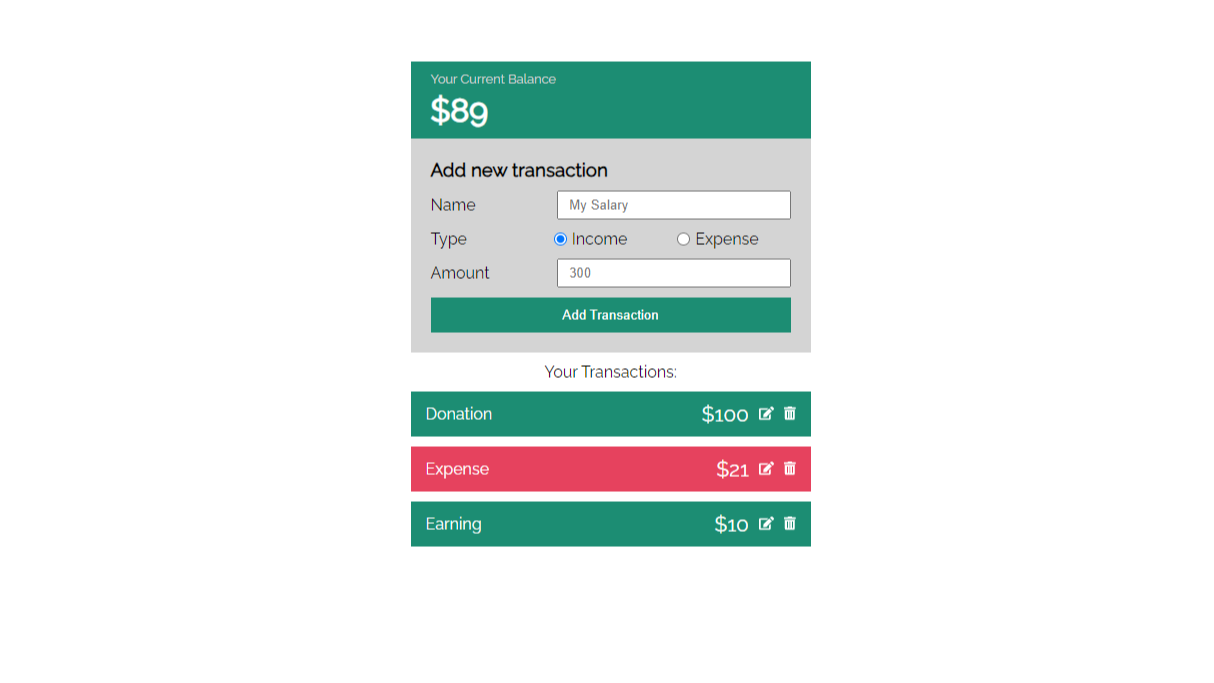 Your Current Balance
$89
Add new transaction
Name My Salary
Type Income Expense
Amount 300
Add Transaction
Your Transactions:
Donation $100
Expense $21
Earning $10